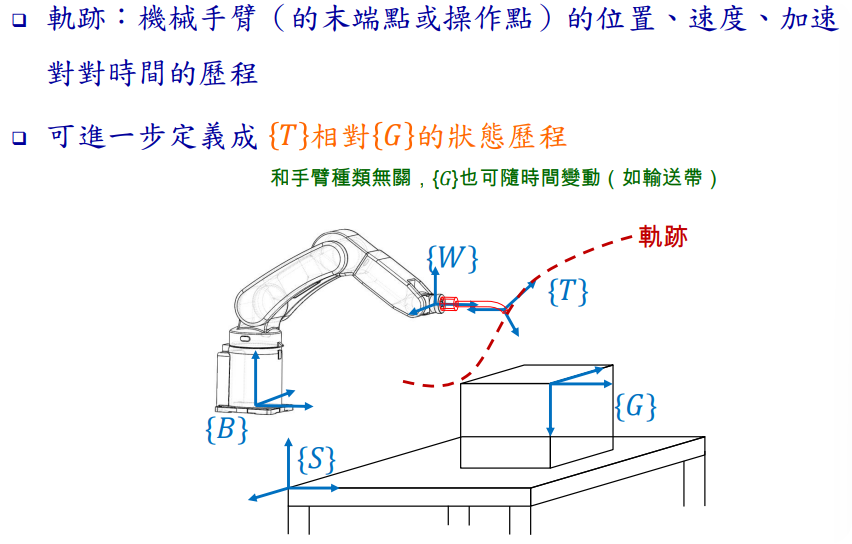 軌跡：機械手臂（的末端點或操作點）的位置、速度、加速
對對時間的歷程
可進一步定義成 {T}相對{G}的狀態歷程
和手臂種類無關，{G}也可隨時間變動（如輸送帶）
軌跡
{W}
{T}
{G}
{B}
{S}